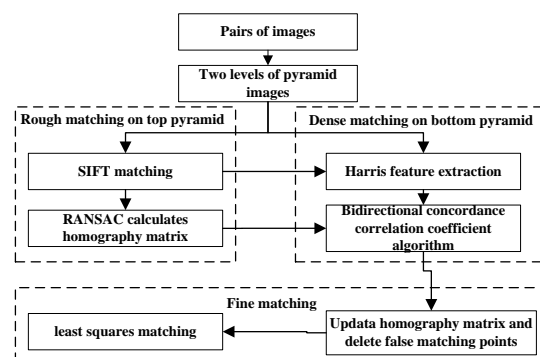 Pairs of images
Two levels of pyramid
images
Rough matching on top pyramid
SIFT matching
RANSAC calculates
homography matrix
Dense matching on bottom pyramid
Harris feature extraction
Bidirectional concordance
correlation coefficient
algorithm
Fine matching
Updata homography matrix and
delete false matching points
least squares matching